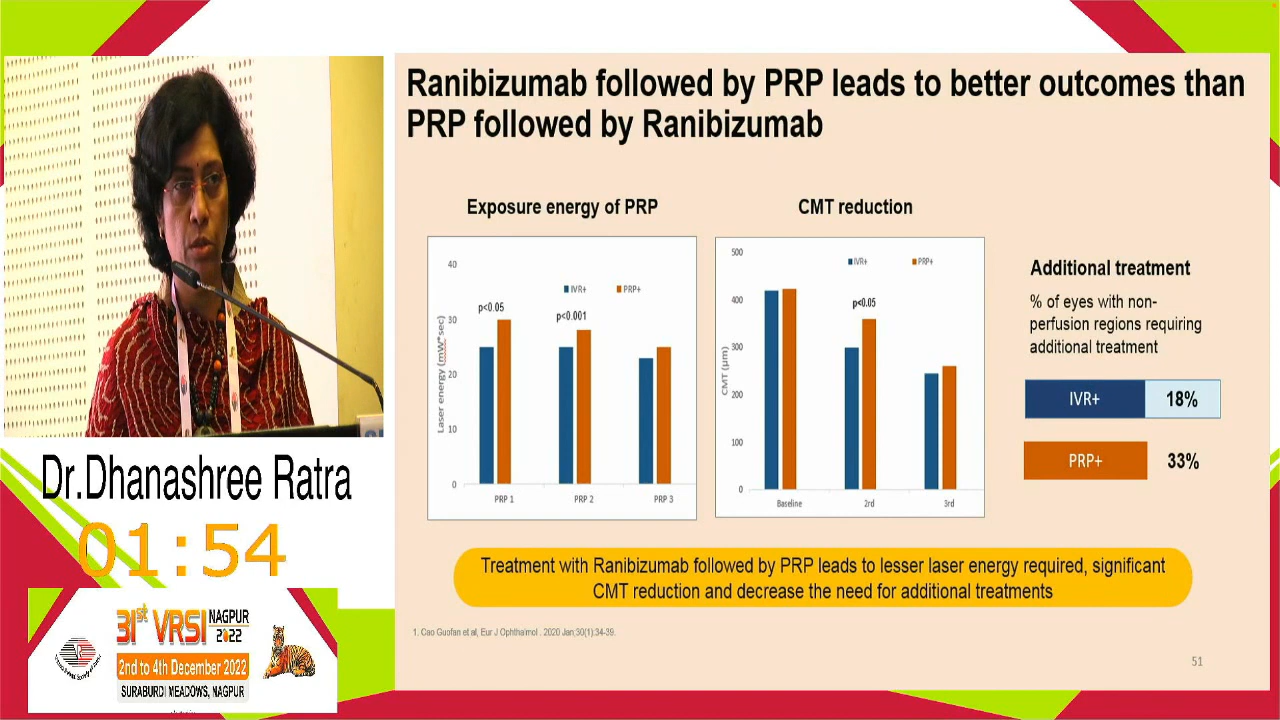 Ranibizumab followed by PRP leads to better outcomes than
PRP followed by Ranibizumab
Exposure energy of PRP
40
30
20
10
0
Laser energy (mW*sec)
IVR+
PRP+
p<0.05
p<0.001
PRP 1
PRP 2
PRP 3
CMT reduction
500
400
300
200
100
0
CMT (µm)
IVR+
PRP+
p<0.05
Baseline
2rd
3rd
Additional treatment
% of eyes with non-
perfusion regions requiring
additional treatment
IVR+ 18%
PRP+ 33%
Treatment with Ranibizumab followed by PRP leads to lesser laser energy required, significant
CMT reduction and decrease the need for additional treatments
1. Cao Guofan et al, Eur J Ophthalmol . 2020 Jan;30(1):34-39.
51
Dr.Dhanashree Ratra
01:54
31st VRSI NAGPUR
2022
2nd to 4th December 2022
SURABURDI MEADOWS, NAGPUR